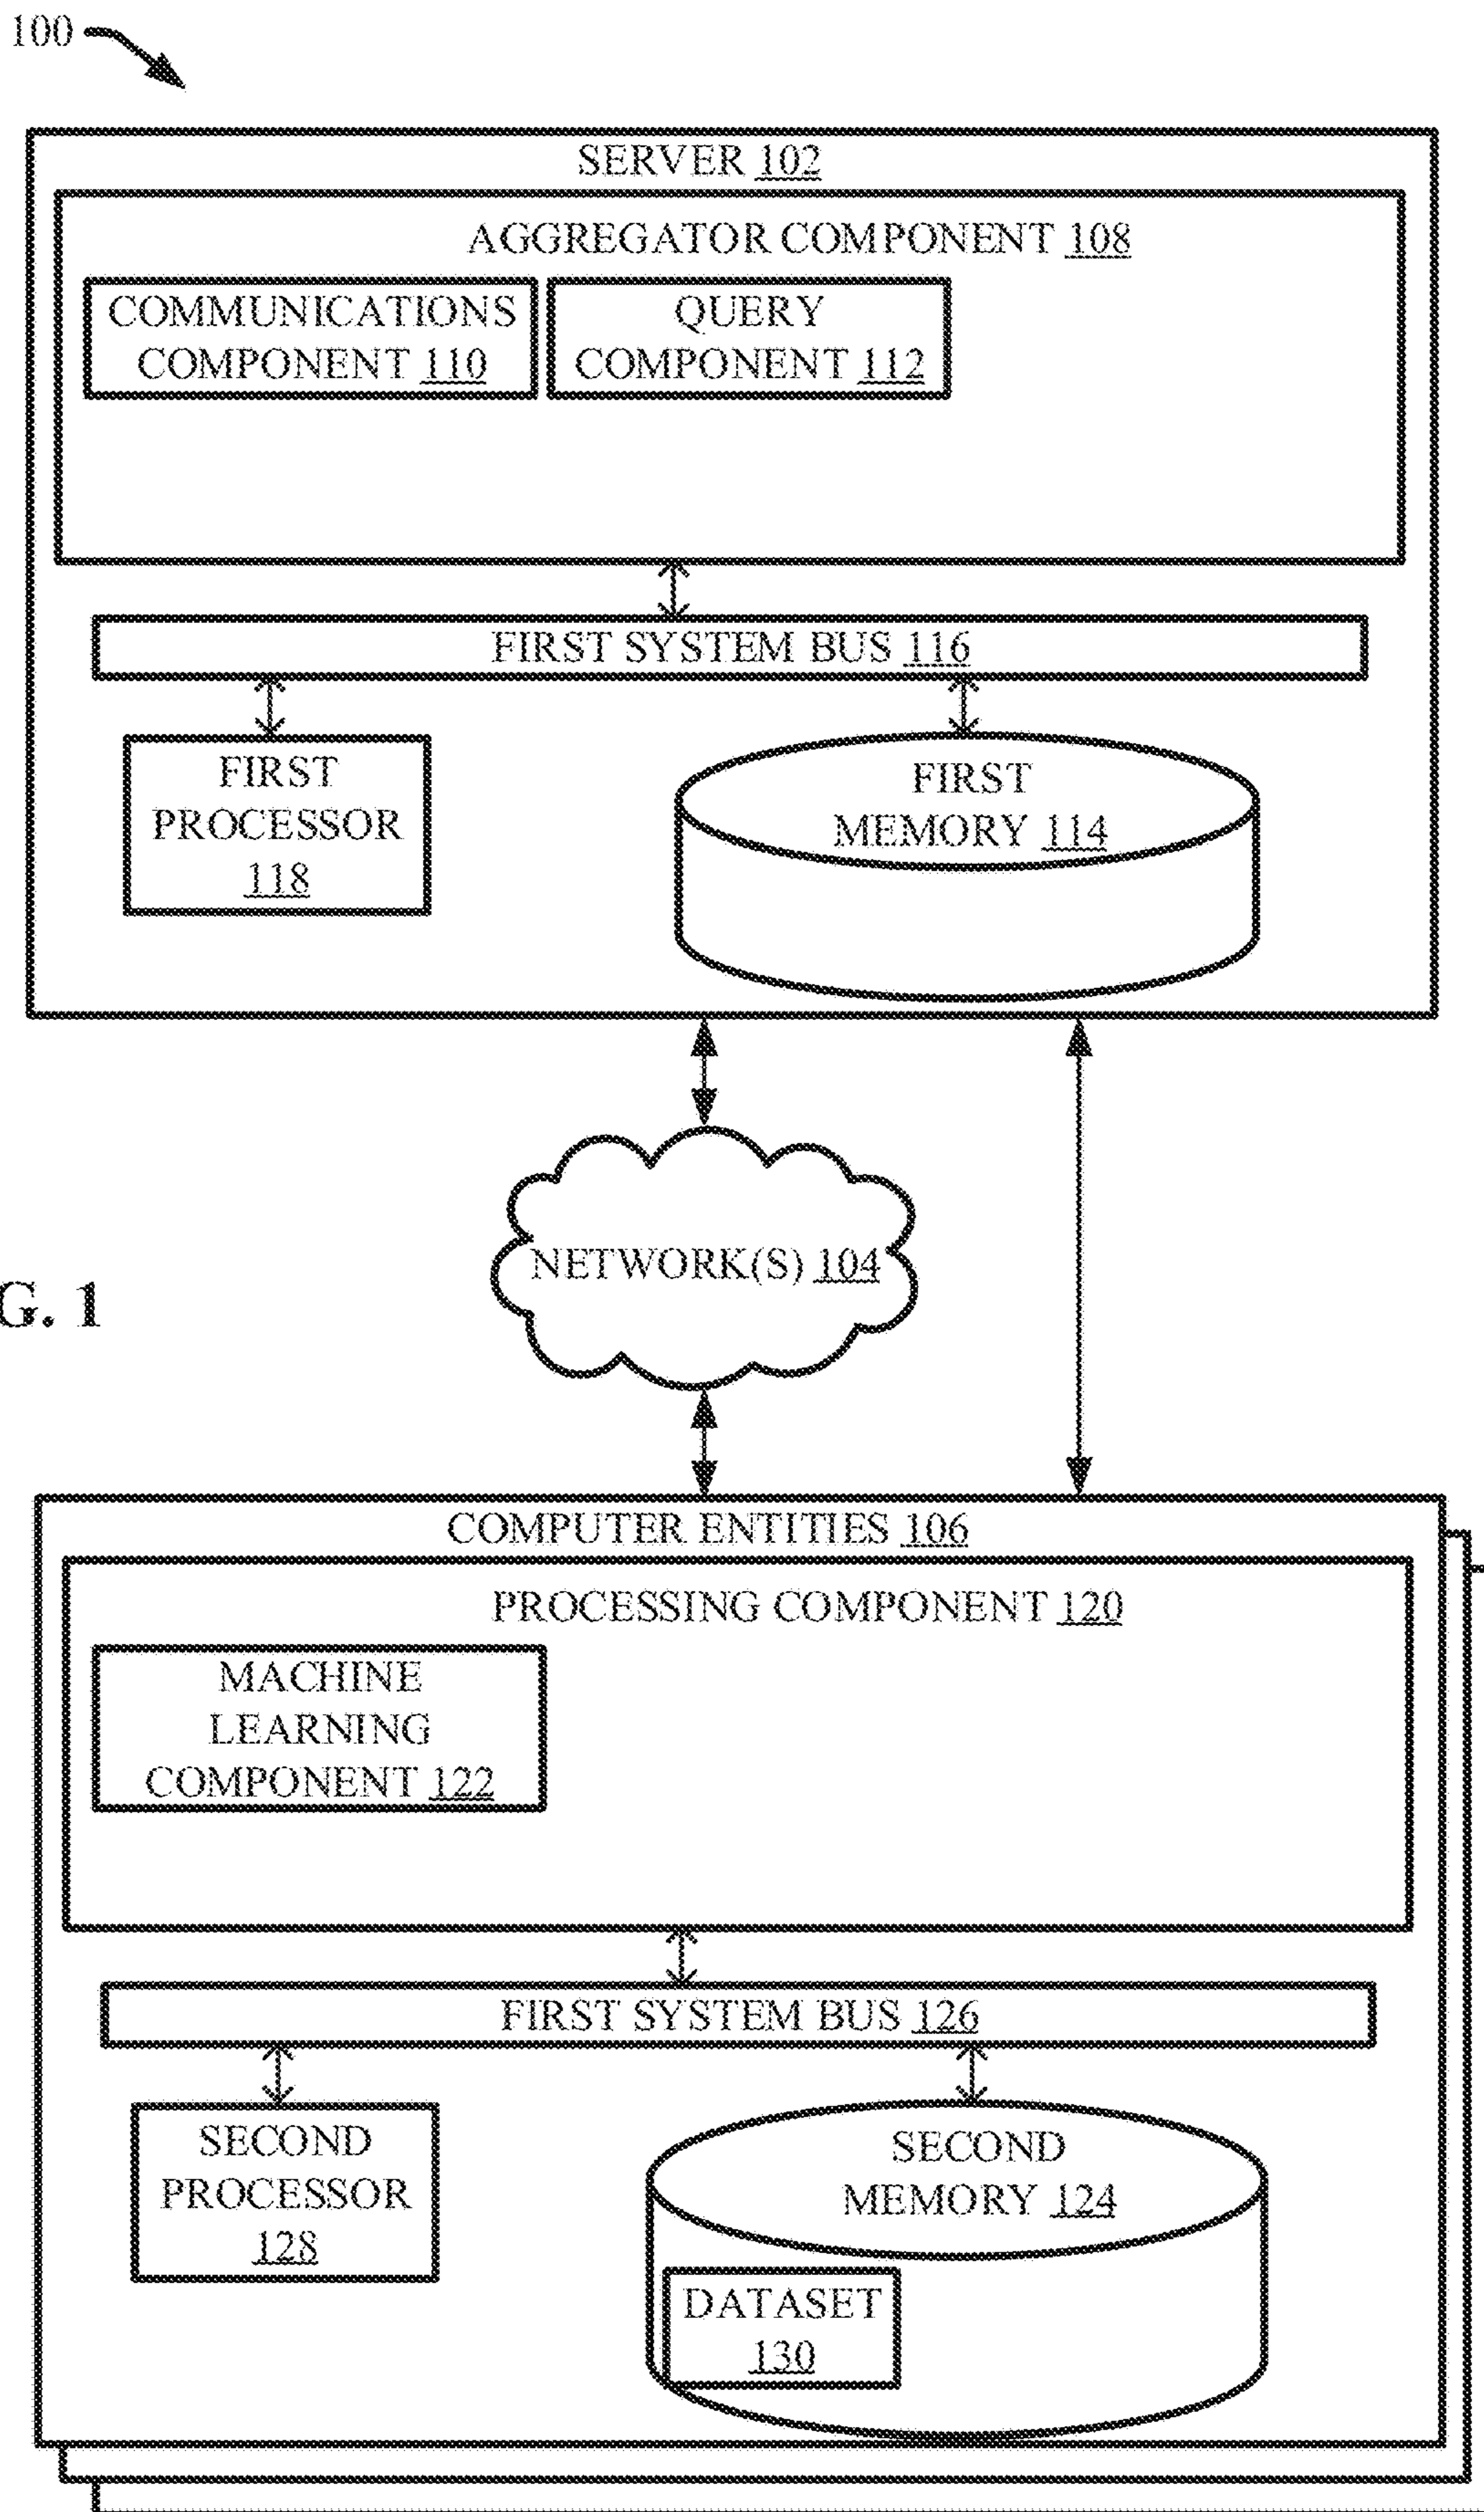 100
SERVER 102
AGGREGATOR COMPONENT 108
COMMUNICATIONS
COMPONENT 110
QUERY
COMPONENT 112
FIRST SYSTEM BUS 116
FIRST
PROCESSOR
118
FIRST
MEMORY 114
NETWORK(S) 104
G. 1
COMPUTER ENTITIES 106
PROCESSING COMPONENT 120
MACHINE
LEARNING
COMPONENT 122
FIRST SYSTEM BUS 126
SECOND
PROCESSOR
128
SECOND
MEMORY 124
DATASET
130